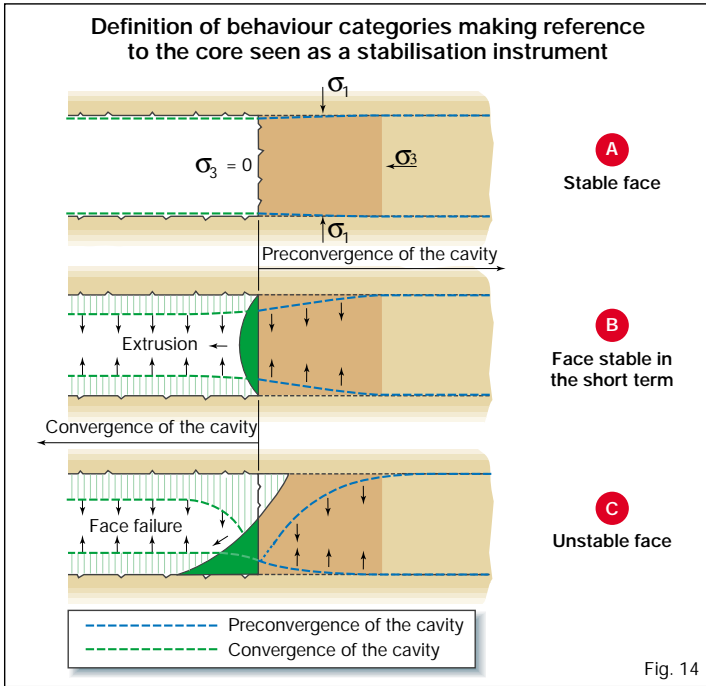 Definition of behaviour categories making reference
to the core seen as a stabilisation instrument
σ1
σ3 = 0
σ3
σ1
A
Stable face
Preconvergence of the cavity
Extrusion
B
Face stable in
the short term
Convergence of the cavity
Face failure
C
Unstable face
Preconvergence of the cavity
Convergence of the cavity
Fig. 14